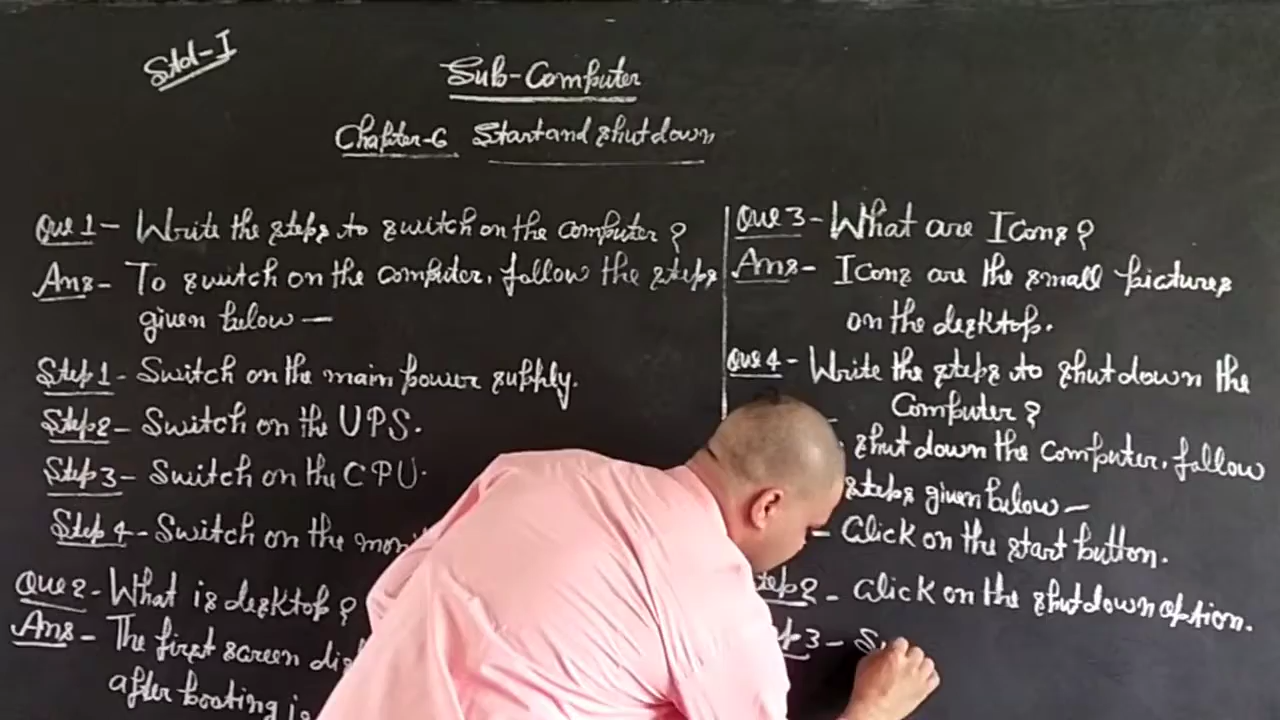 Std-I
Sub-Computer
Chapter-6 Start and shut down
Que 1- Write the steps to switch on the computer?
Ans- To switch on the computer, follow the steps
given below—
Step 1- Switch on the main power supply.
Step 2- Switch on the UPS.
Step 3- Switch on the CPU.
Step 4- Switch on the
Que 2- What is desktop?
Ans- The first screen
after booting is
Que 3- What are Icons?
Ans- Icons are the small pictures
on the desktop.
Que 4- Write the steps to shut down the
Computer?
shut down the computer, follow
steps given below—
- Click on the start button.
Step 2- Click on the shut down option.
3-